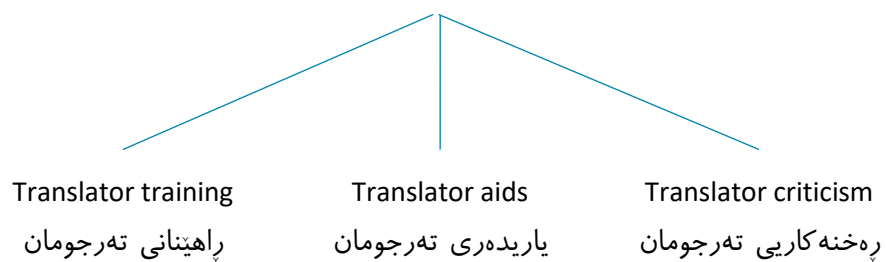 Translator training
ڕاهێنانی تەرجومان
Translator aids
یاریدەری تەرجومان
Translator criticism
ڕەخنەکاریی تەرجومان